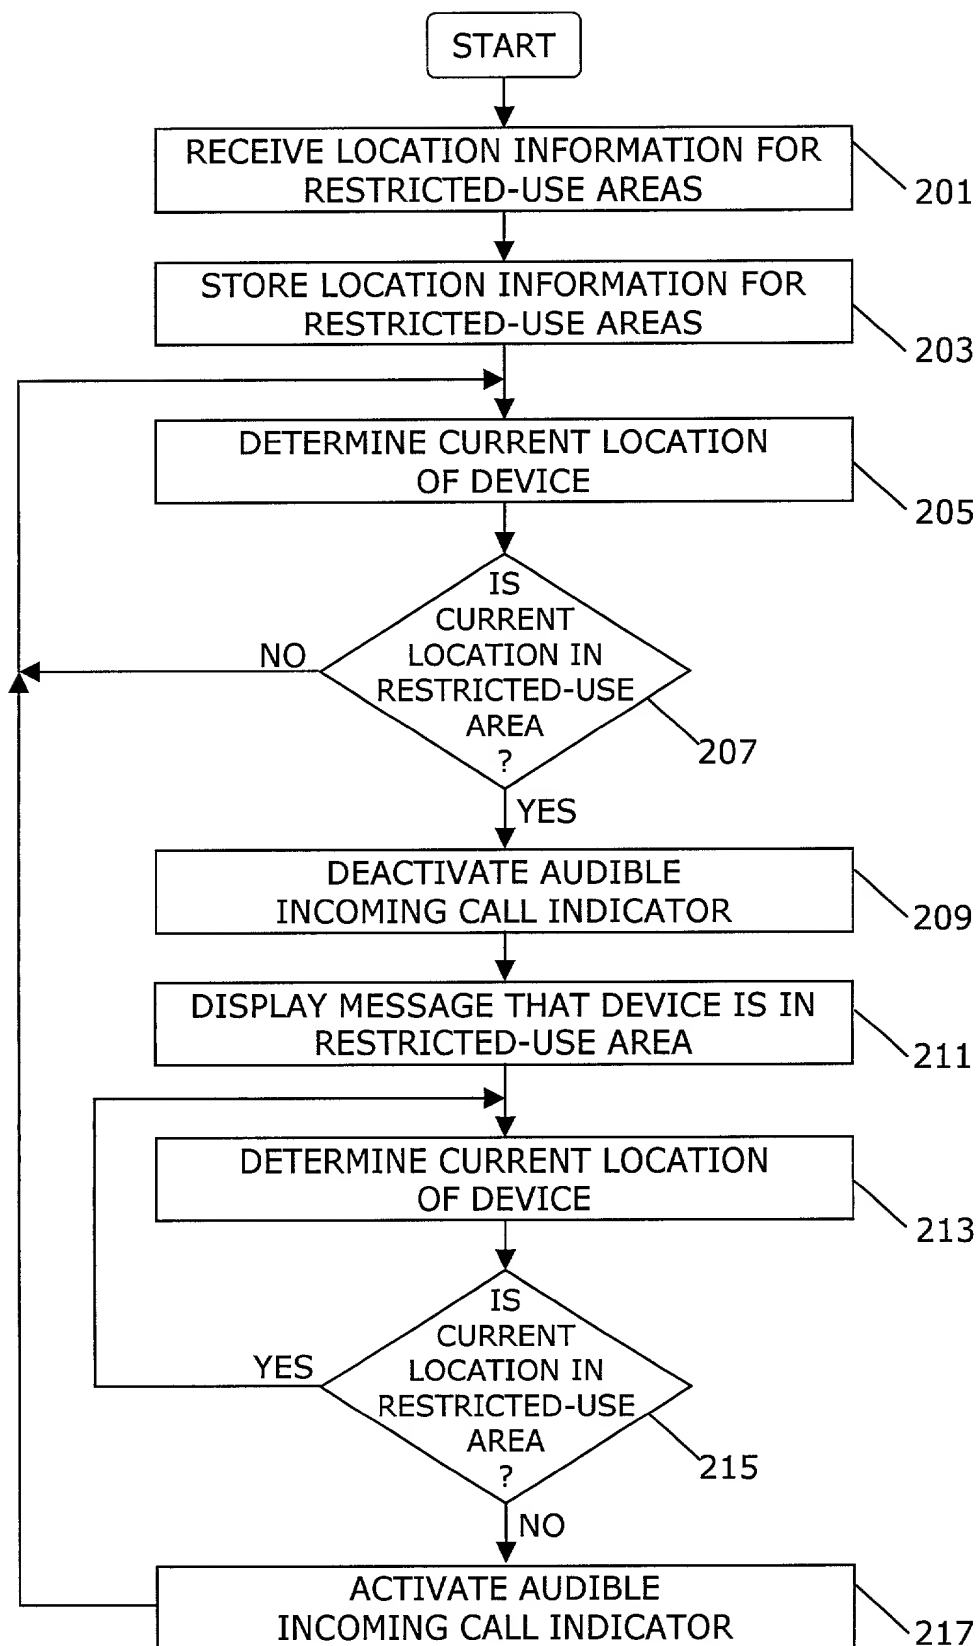 START
RECEIVE LOCATION INFORMATION FOR
RESTRICTED-USE AREAS
201
STORE LOCATION INFORMATION FOR
RESTRICTED-USE AREAS
203
DETERMINE CURRENT LOCATION
OF DEVICE
205
IS
CURRENT
LOCATION IN
RESTRICTED-USE
AREA
?
NO
207
YES
DEACTIVATE AUDIBLE
INCOMING CALL INDICATOR
209
DISPLAY MESSAGE THAT DEVICE IS IN
RESTRICTED-USE AREA
211
DETERMINE CURRENT LOCATION
OF DEVICE
213
IS
CURRENT
LOCATION IN
RESTRICTED-USE
AREA
?
YES
215
NO
ACTIVATE AUDIBLE
INCOMING CALL INDICATOR
217